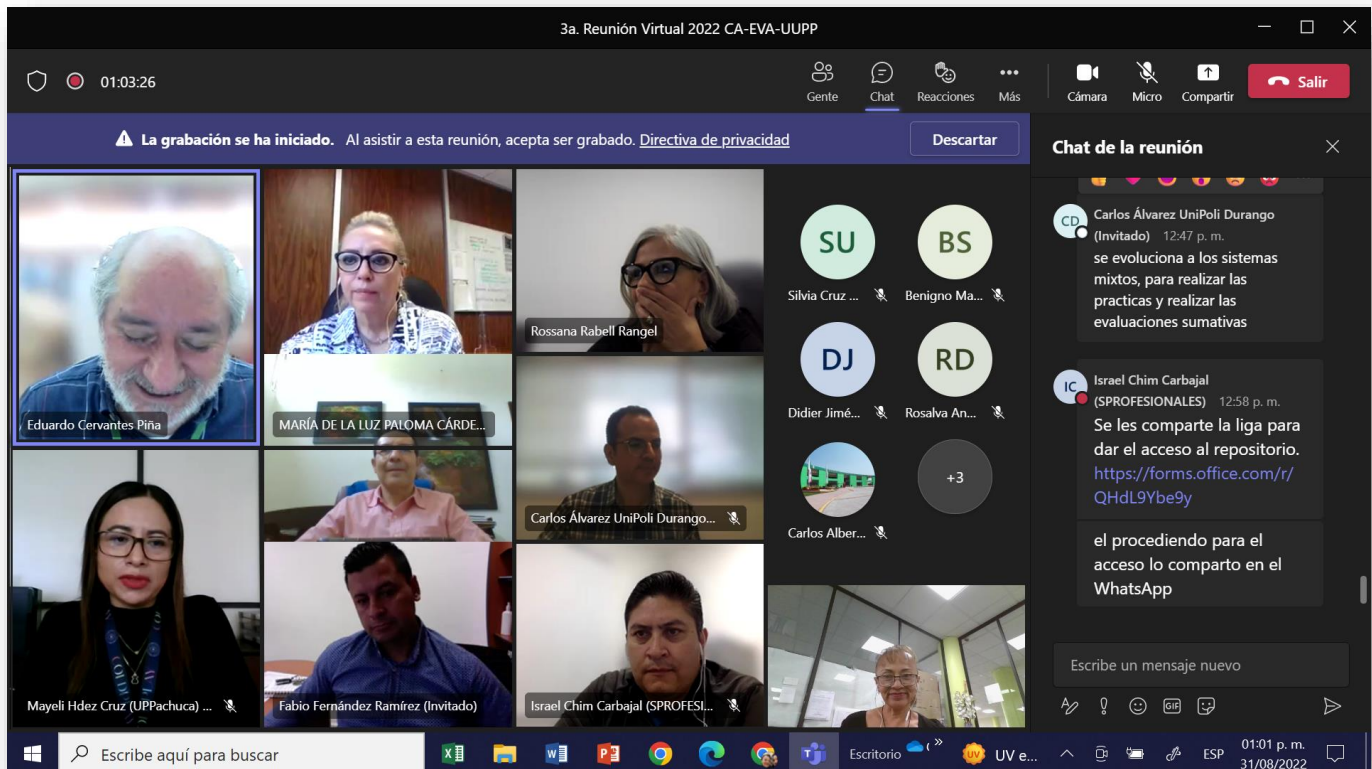 3a. Reunión Virtual 2022 CA-EVA-UUPP
01:03:26
Gente
Chat
Reacciones
Más
Cámara
Micro
Compartir
Salir
La grabación se ha iniciado. Al asistir a esta reunión, acepta ser grabado. Directiva de privacidad
Descartar
Eduardo Cervantes Piña
MARÍA DE LA LUZ PALOMA CÁRDE...
Rossana Rabell Rangel
Carlos Álvarez UniPoli Durango...
Mayeli Hdez Cruz (UPPachuca) ...
Fabio Fernández Ramírez (Invitado)
Israel Chim Carbajal (SPROFESI...
SU
Silvia Cruz ...
BS
Benigno Ma...
DJ
Didier Jimé...
RD
Rosalva An...
Carlos Alber...
+3
Chat de la reunión
CD
Carlos Álvarez UniPoli Durango
(Invitado) 12:47 p. m.
se evoluciona a los sistemas
mixtos, para realizar las
practicas y realizar las
evaluaciones sumativas
IC
Israel Chim Carbajal
(SPROFESIONALES) 12:58 p. m.
Se les comparte la liga para
dar el acceso al repositorio.
https://forms.office.com/r/
QHdL9Ybe9y
el procediendo para el
acceso lo comparto en el
WhatsApp
Escribe un mensaje nuevo
GIF
Escribe aquí para buscar
Escritorio
UV e...
ESP
01:01 p. m.
31/08/2022